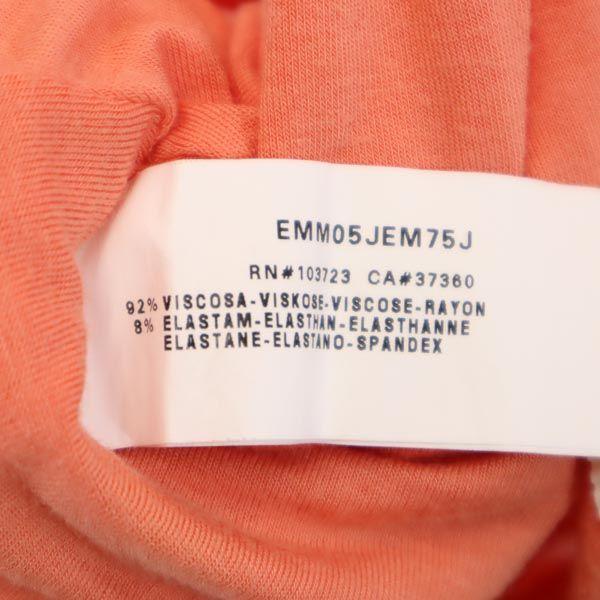 EMM05JEM75J
RN#103723 CA#37360
92% VISCOSA-VISKOSE-VISCOSE-RAYON
8% ELASTAM-ELASTHAN-ELASTHANNE
ELASTANE-ELASTANO-SPANDEX